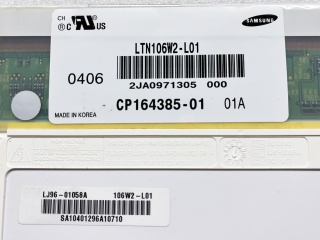 CH
c UL US
SAMSUNG
LTN106W2-L01
0406
2JA0971305 000
CP164385-01 01A
MADE IN KOREA
LJ96-01058A 106W2-L01
SA10401296A10710